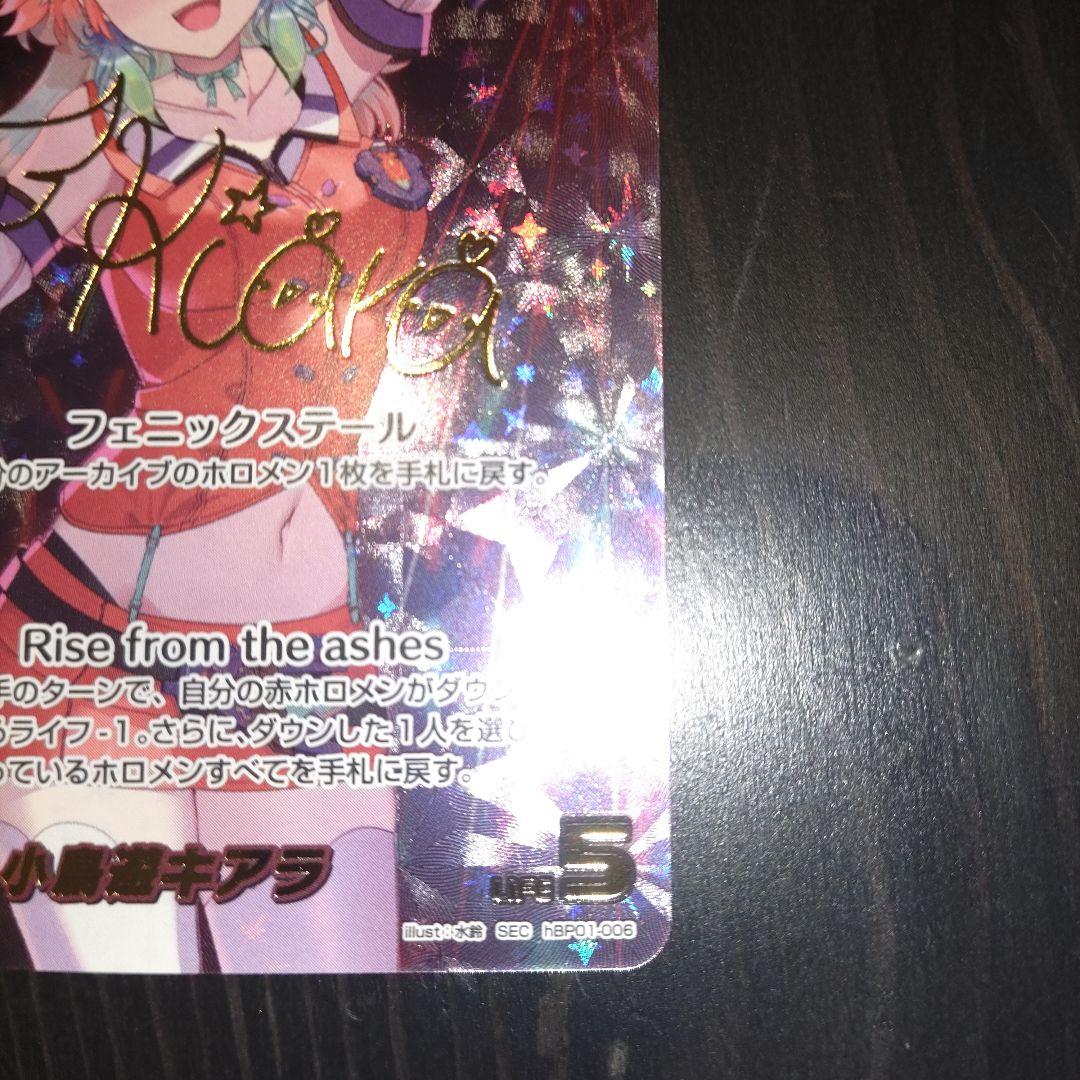 Kiara
フェニックステール
のアーカイブのホロメン1枚を手札に戻す。
Rise from the ashes
手のターンで、自分の赤ホロメンがダウン
ライフ-1。さらに、ダウンした1人を選び
っているホロメンすべてを手札に戻す。
小鳥遊キアラ
LIFE 5
illust:水鈴 SEC hBP01-006